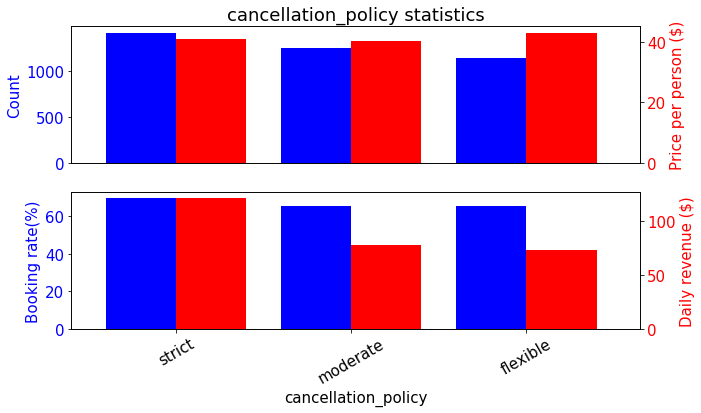 cancellation_policy statistics
Count
1000
500
0
40
20
0
Price per person ($)
Booking rate(%)
60
40
20
0
100
50
0
Daily revenue ($)
strict
moderate
flexible
cancellation_policy